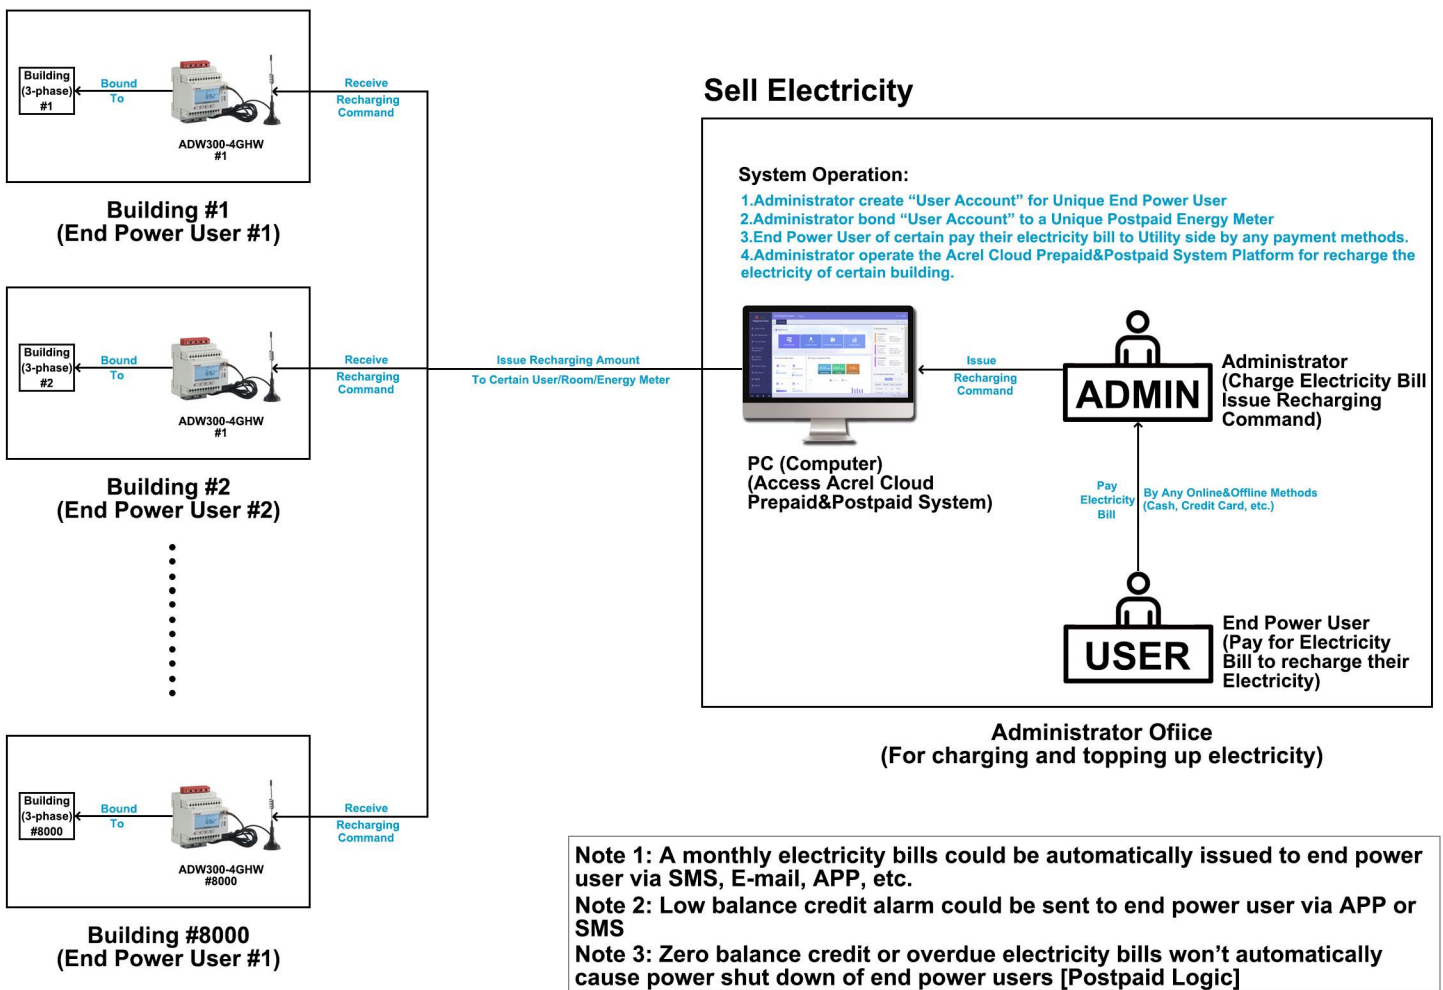 Building
(3-phase)
#1
Bound
To
ADW300-4GHW
#1
Receive
Recharging
Command
Building #1
(End Power User #1)
Building
(3-phase)
#2
Bound
To
ADW300-4GHW
#1
Receive
Recharging
Command
Building #2
(End Power User #2)
Building
(3-phase)
#8000
Bound
To
ADW300-4GHW
#8000
Receive
Recharging
Command
Building #8000
(End Power User #1)
Issue Recharging Amount
To Certain User/Room/Energy Meter
Sell Electricity
System Operation:
1.Administrator create “User Account” for Unique End Power User
2.Administrator bond “User Account” to a Unique Postpaid Energy Meter
3.End Power User of certain pay their electricity bill to Utility side by any payment methods.
4.Administrator operate the Acrel Cloud Prepaid&Postpaid System Platform for recharge the
electricity of certain building.
PC (Computer)
(Access Acrel Cloud
Prepaid&Postpaid System)
Issue
Recharging
Command
ADMIN
Administrator
(Charge Electricity Bill
Issue Recharging
Command)
Pay
Electricity
Bill
By Any Online&Offline Methods
(Cash, Credit Card, etc.)
USER
End Power User
(Pay for Electricity
Bill to recharge their
Electricity)
Administrator Ofiice
(For charging and topping up electricity)
Note 1: A monthly electricity bills could be automatically issued to end power
user via SMS, E-mail, APP, etc.
Note 2: Low balance credit alarm could be sent to end power user via APP or
SMS
Note 3: Zero balance credit or overdue electricity bills won’t automatically
cause power shut down of end power users [Postpaid Logic]